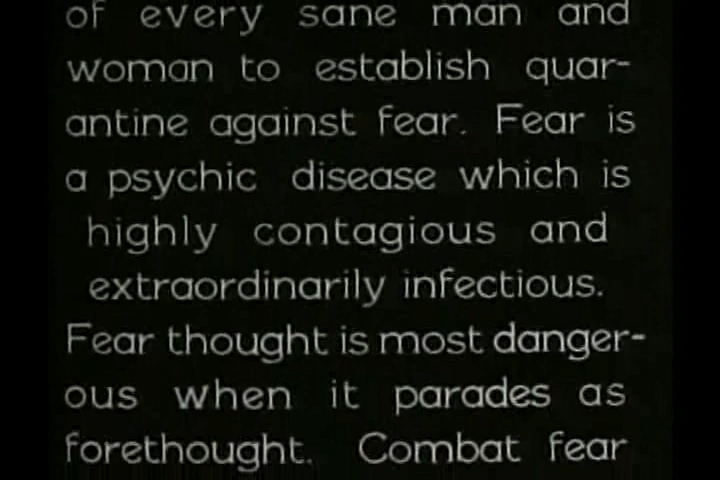 of every sane man and
woman to establish quar-
antine against fear. Fear is
a psychic disease which is
highly contagious and
extraordinarily infectious.
Fear thought is most danger-
ous when it parades as
forethought. Combat fear